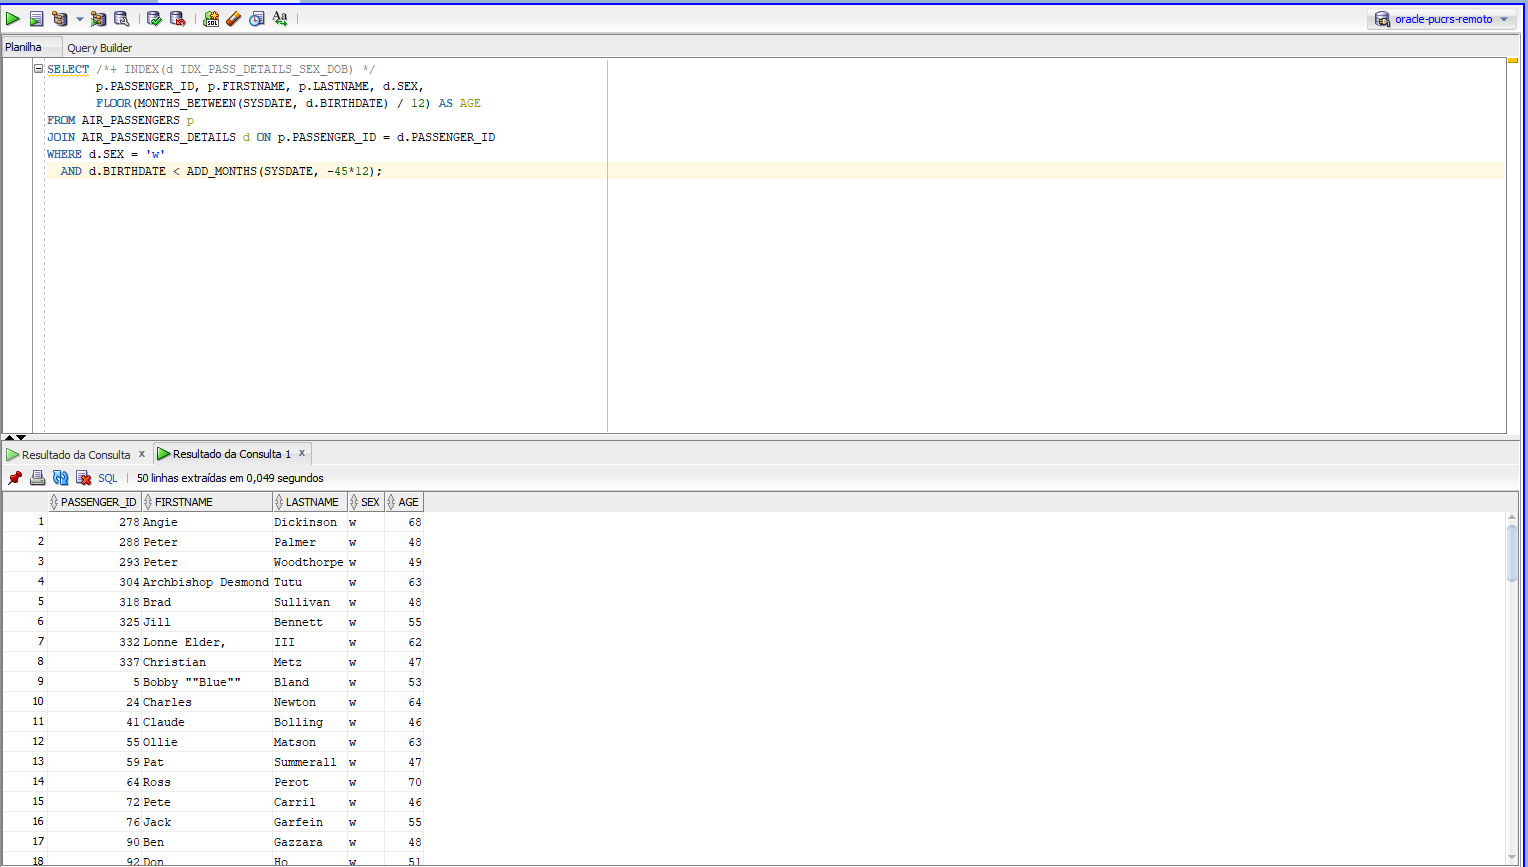 oracle-pucrs-remoto
Planilha Query Builder
SELECT /*+ INDEX(d IDX_PASS_DETAILS_SEX_DOB) */
p.PASSENGER_ID, p.FIRSTNAME, p.LASTNAME, d.SEX,
FLOOR(MONTHS_BETWEEN(SYSDATE, d.BIRTHDATE) / 12) AS AGE
FROM AIR_PASSENGERS p
JOIN AIR_PASSENGERS_DETAILS d ON p.PASSENGER_ID = d.PASSENGER_ID
WHERE d.SEX = 'w'
AND d.BIRTHDATE < ADD_MONTHS(SYSDATE, -45*12);
Resultado da Consulta x Resultado da Consulta 1 x
SQL | 50 linhas extraídas em 0,049 segundos
PASSENGER_ID FIRSTNAME LASTNAME SEX AGE
1 278 Angie Dickinson w 68
2 288 Peter Palmer w 48
3 293 Peter Woodthorpe w 49
4 304 Archbishop Desmond Tutu w 63
5 318 Brad Sullivan w 48
6 325 Jill Bennett w 55
7 332 Lonne Elder, III w 62
8 337 Christian Metz w 47
9 5 Bobby ""Blue"" Bland w 53
10 24 Charles Newton w 64
11 41 Claude Bolling w 46
12 55 Ollie Matson w 63
13 59 Pat Summerall w 47
14 64 Ross Perot w 70
15 72 Pete Carril w 46
16 76 Jack Garfein w 55
17 90 Ben Gazzara w 48
18 92 Don Ho w 51